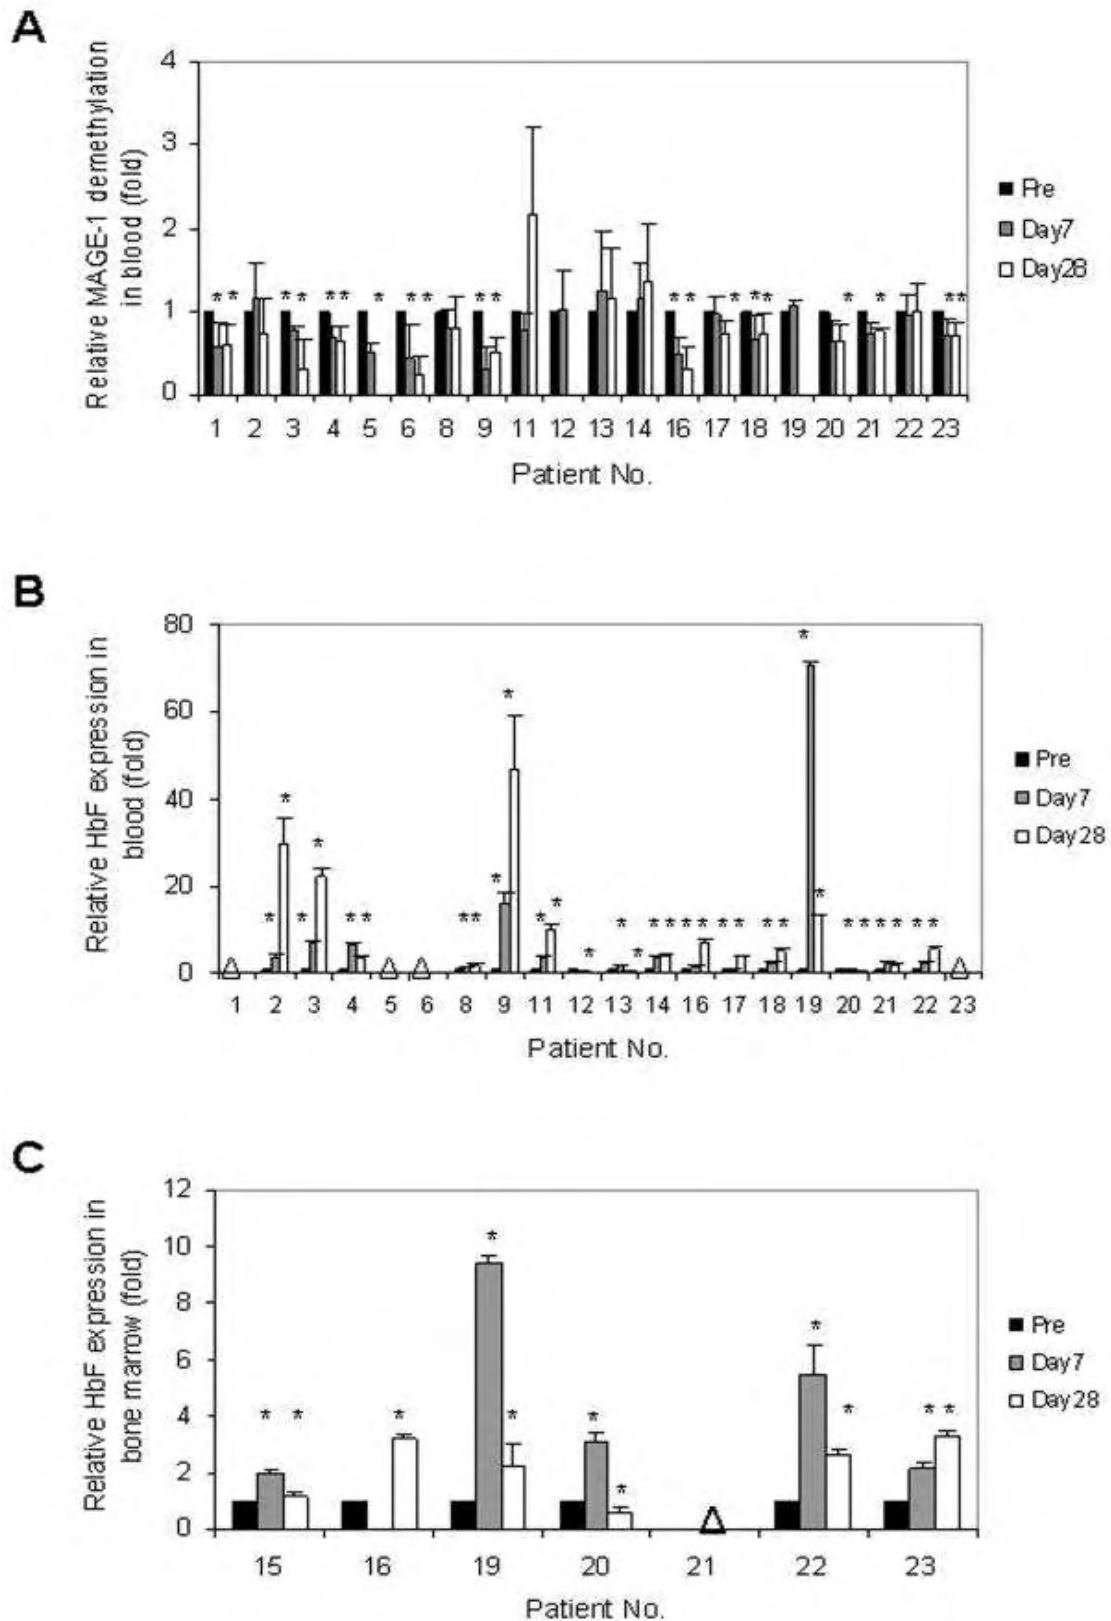 A
Relative MAGE-1 demethylation
in blood (fold)
4
3
2
1
0
* * * * * * * * * * * * * * * * * * * *
1 2 3 4 5 6 8 9 11 12 13 14 16 17 18 19 20 21 22 23
Patient No.
Pre
Day7
Day28
B
Relative HbF expression in
blood (fold)
80
60
40
20
0
1 2 3 4 5 6 8 9 11 12 13 14 16 17 18 19 20 21 22 23
Patient No.
Pre
Day7
Day28
C
Relative HbF expression in
bone marrow (fold)
12
10
8
6
4
2
0
15 16 19 20 21 22 23
Patient No.
Pre
Day7
Day28